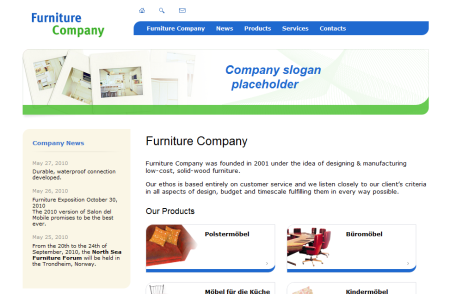 Furniture
Company
Furniture Company News Products Services Contacts
Company slogan
placeholder
Company News
May 27, 2010
Durable, waterproof connection
developed.
May 26, 2010
Furniture Exposition October 30,
2010
The 2010 version of Salon del
Mobile promises to be the best
ever.
May 25, 2010
From the 20th to the 24th of
September, 2010, the North Sea
Furniture Forum will be held in
the Trondheim, Norway.
Furniture Company
Furniture Company was founded in 2001 under the idea of designing & manufacturing
low-cost, solid-wood furniture.
Our ethos is based entirely on customer service and we listen closely to our client's criteria
in all aspects of design, budget and timescale fulfilling them in every way possible.
Our Products
Polstermöbel
Büromöbel
Möbel für die Küche
Kindermöbel